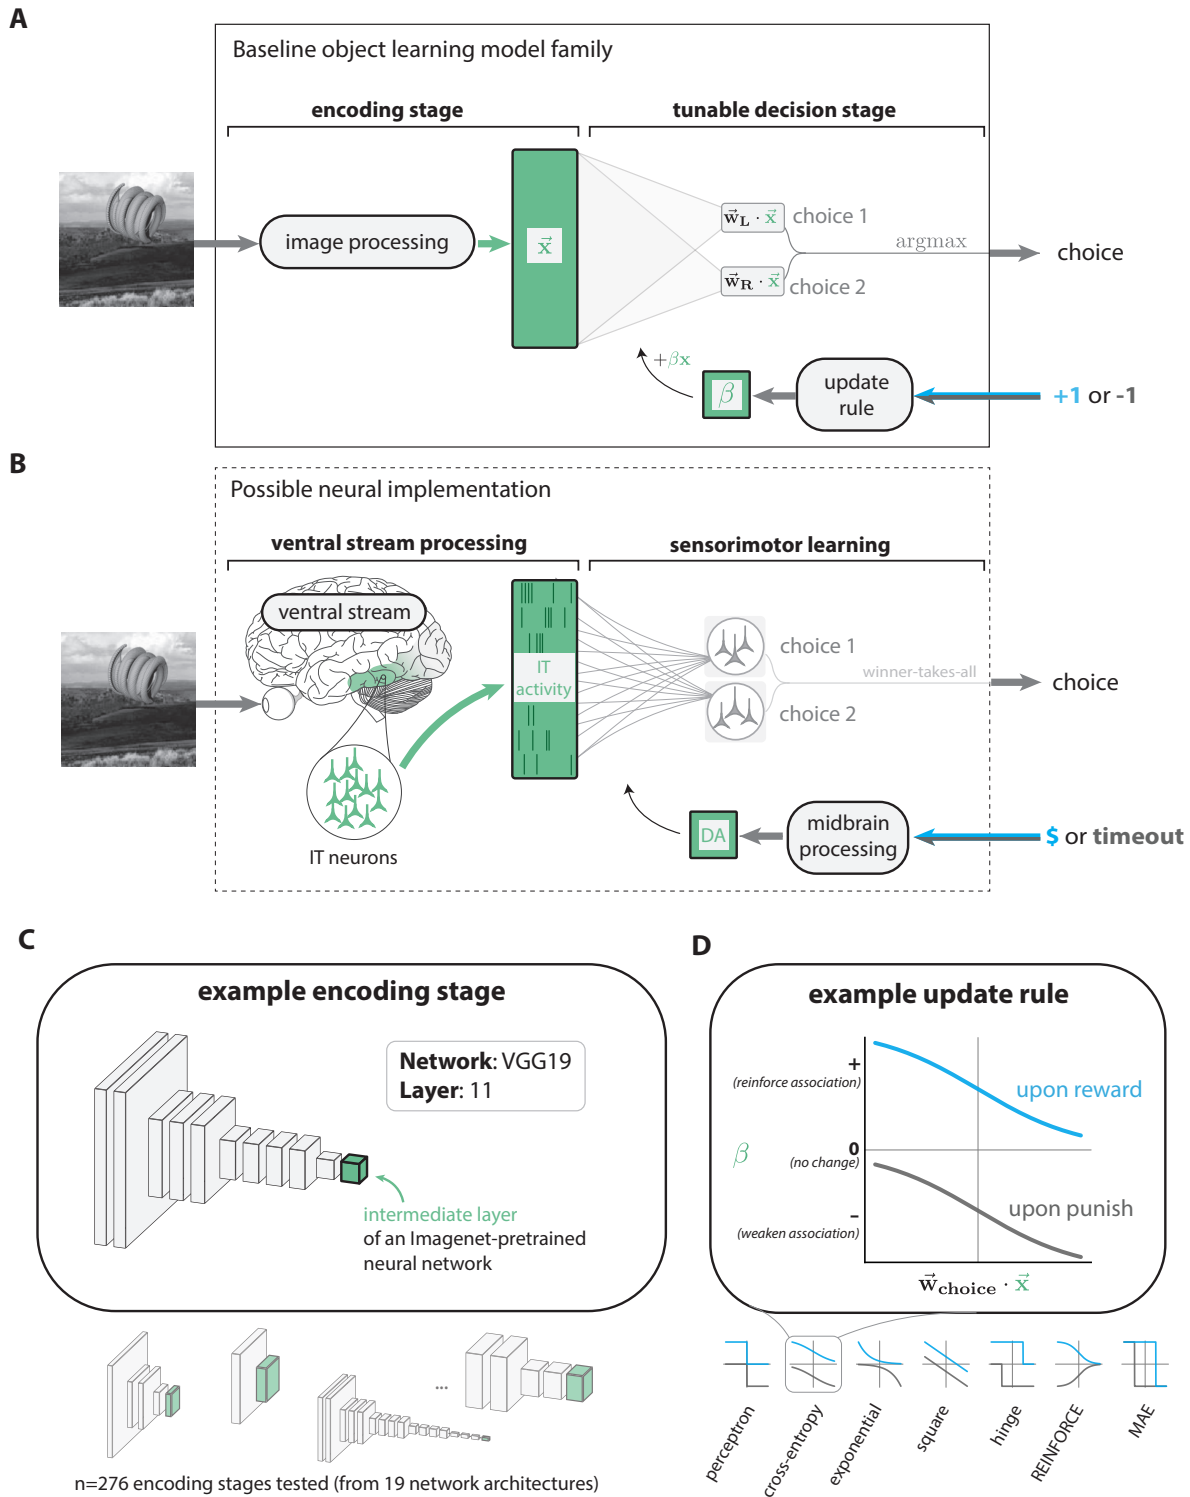 A
Baseline object learning model family
encoding stage
tunable decision stage
image processing
x⃗
w⃗L · x⃗
choice 1
w⃗R · x⃗
choice 2
argmax
choice
+βx
β
update
rule
+1 or -1
B
Possible neural implementation
ventral stream processing
sensorimotor learning
ventral stream
IT
activity
IT neurons
choice 1
choice 2
winner-takes-all
choice
DA
midbrain
processing
$ or timeout
C
example encoding stage
Network: VGG19
Layer: 11
intermediate layer
of an Imagenet-pretrained
neural network
...
n=276 encoding stages tested (from 19 network architectures)
D
example update rule
+
(reinforce association)
upon reward
β
0
(no change)
–
(weaken association)
upon punish
w⃗choice · x⃗
perceptron
cross-entropy
exponential
square
hinge
REINFORCE
MAE